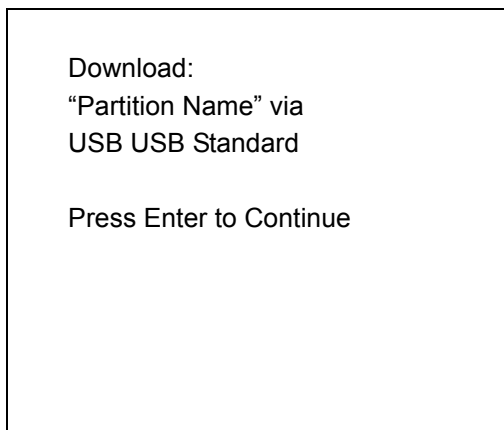 Download:
“Partition Name” via
USB USB Standard
Press Enter to Continue